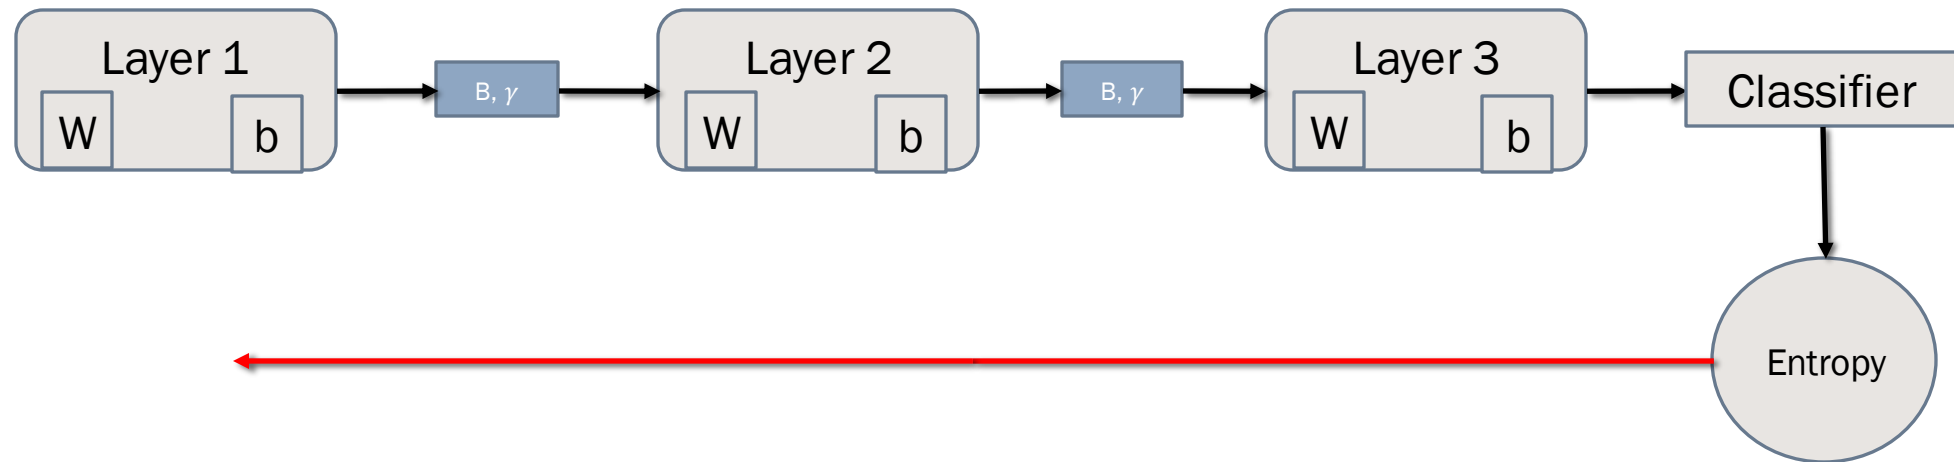 Layer 1
W
b
B, γ
Layer 2
W
b
B, γ
Layer 3
W
b
Classifier
Entropy